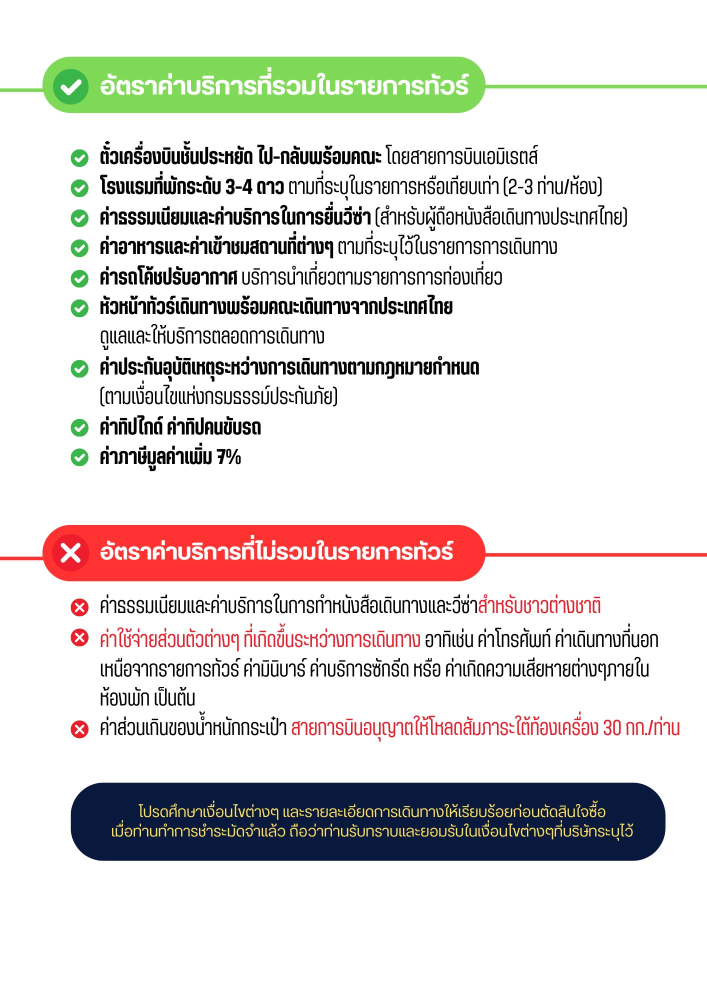 อัตราค่าบริการที่รวมในรายการทัวร์
ตั๋วเครื่องบินชั้นประหยัด ไป-กลับพร้อมคณะ โดยสายการบินเอมิเรตส์
โรงแรมที่พักระดับ 3-4 ดาว ตามที่ระบุในรายการหรือเทียบเท่า (2-3 ท่าน/ห้อง)
ค่าธรรมเนียมและค่าบริการในการยื่นวีซ่า (สำหรับผู้ถือหนังสือเดินทางประเทศไทย)
ค่าอาหารและค่าเข้าชมสถานที่ต่างๆ ตามที่ระบุไว้ในรายการการเดินทาง
ค่ารถโค้ชปรับอากาศ บริการนำเที่ยวตามรายการการท่องเที่ยว
หัวหน้าทัวร์เดินทางพร้อมคณะเดินทางจากประเทศไทย
ดูแลและให้บริการตลอดการเดินทาง
ค่าประกันอุบัติเหตุระหว่างการเดินทางตามกฎหมายกำหนด
(ตามเงื่อนไขแห่งกรมธรรม์ประกันภัย)
ค่าทิปไกด์ ค่าทิปคนขับรถ
ค่าภาษีมูลค่าเพิ่ม 7%
อัตราค่าบริการที่ไม่รวมในรายการทัวร์
ค่าธรรมเนียมและค่าบริการในการทำหนังสือเดินทางและวีซ่าสำหรับชาวต่างชาติ
ค่าใช้จ่ายส่วนตัวต่างๆ ที่เกิดขึ้นระหว่างการเดินทาง อาทิเช่น ค่าโทรศัพท์ ค่าเดินทางที่นอก
เหนือจากรายการทัวร์ ค่ามินิบาร์ ค่าบริการซักรีด หรือ ค่าเกิดความเสียหายต่างๆภายใน
ห้องพัก เป็นต้น
ค่าส่วนเกินของน้ำหนักกระเป๋า สายการบินอนุญาตให้โหลดสัมภาระใต้ท้องเครื่อง 30 กก./ท่าน
โปรดศึกษาเงื่อนไขต่างๆ และรายละเอียดการเดินทางให้เรียบร้อยก่อนตัดสินใจซื้อ
เมื่อท่านทำการชำระมัดจำแล้ว ถือว่าท่านรับทราบและยอมรับในเงื่อนไขต่างๆที่บริษัทระบุไว้